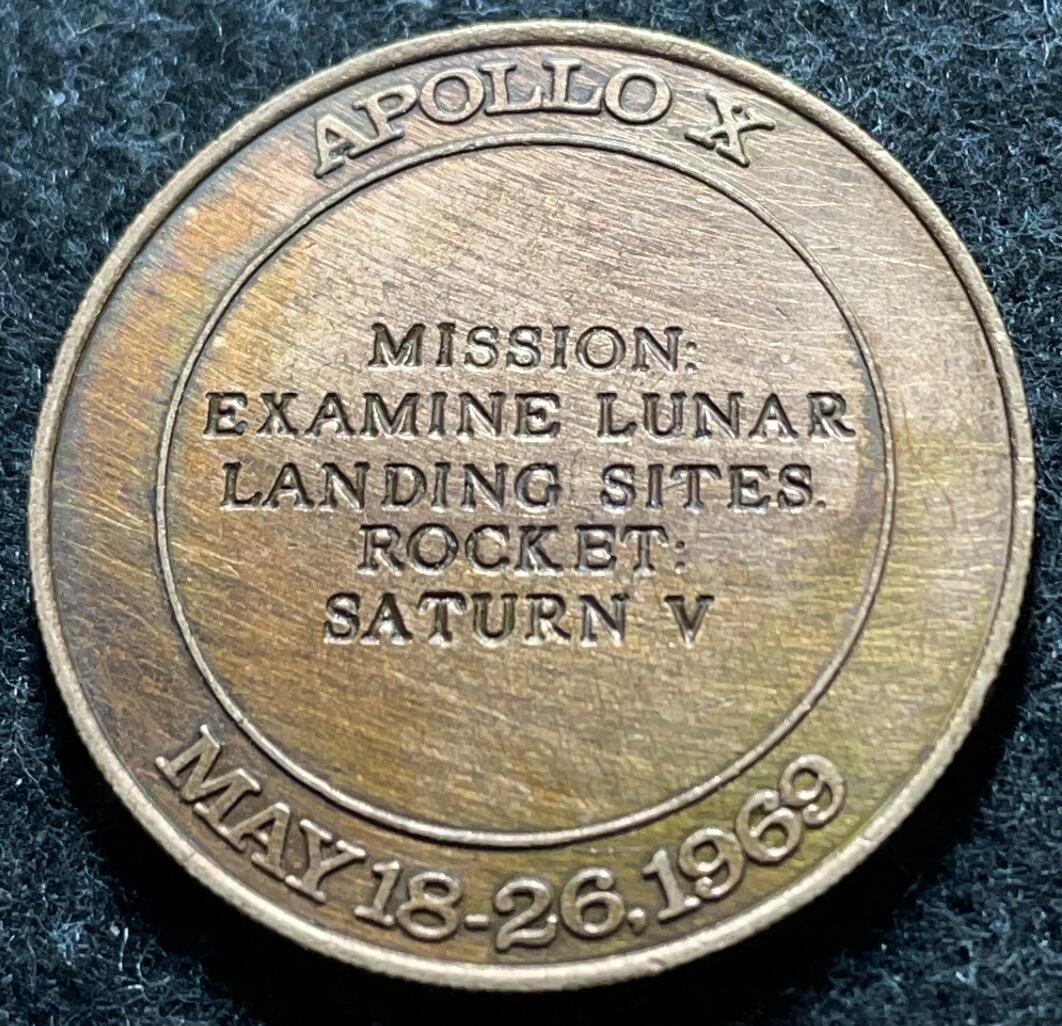 APOLLO X
MISSION:
EXAMINE LUNAR
LANDING SITES.
ROCKET:
SATURN V
MAY 18-26, 1969